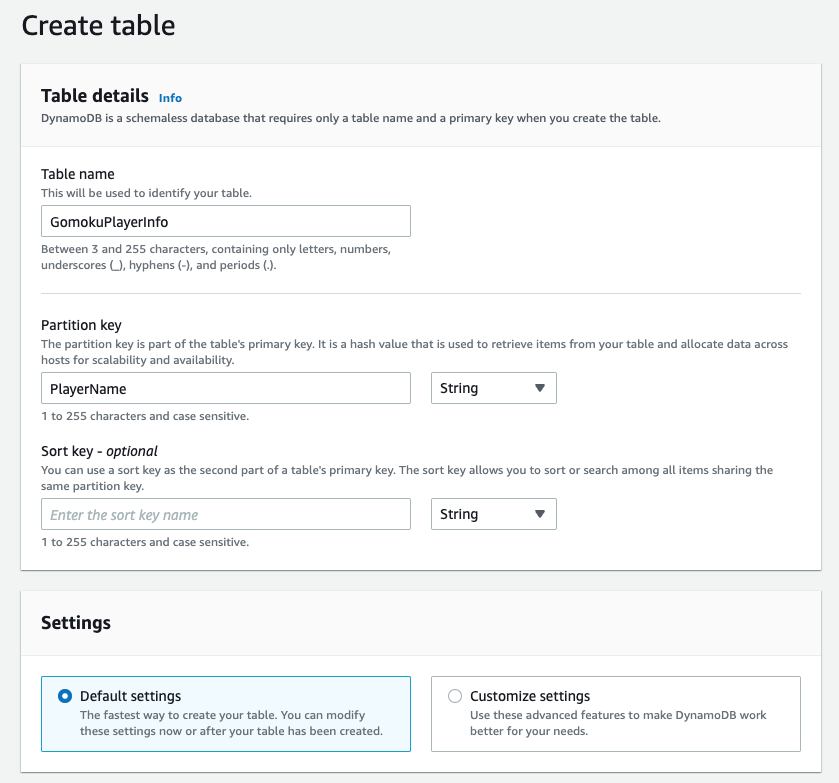 Create table
Table details Info
DynamoDB is a schemaless database that requires only a table name and a primary key when you create the table.
Table name
This will be used to identify your table.
GomokuPlayerInfo
Between 3 and 255 characters, containing only letters, numbers,
underscores (_), hyphens (-), and periods (.).
Partition key
The partition key is part of the table's primary key. It is a hash value that is used to retrieve items from your table and allocate data across
hosts for scalability and availability.
PlayerName String
1 to 255 characters and case sensitive.
Sort key - optional
You can use a sort key as the second part of a table's primary key. The sort key allows you to sort or search among all items sharing the
same partition key.
Enter the sort key name String
1 to 255 characters and case sensitive.
Settings
Default settings
The fastest way to create your table. You can modify
these settings now or after your table has been created.
Customize settings
Use these advanced features to make DynamoDB work
better for your needs.